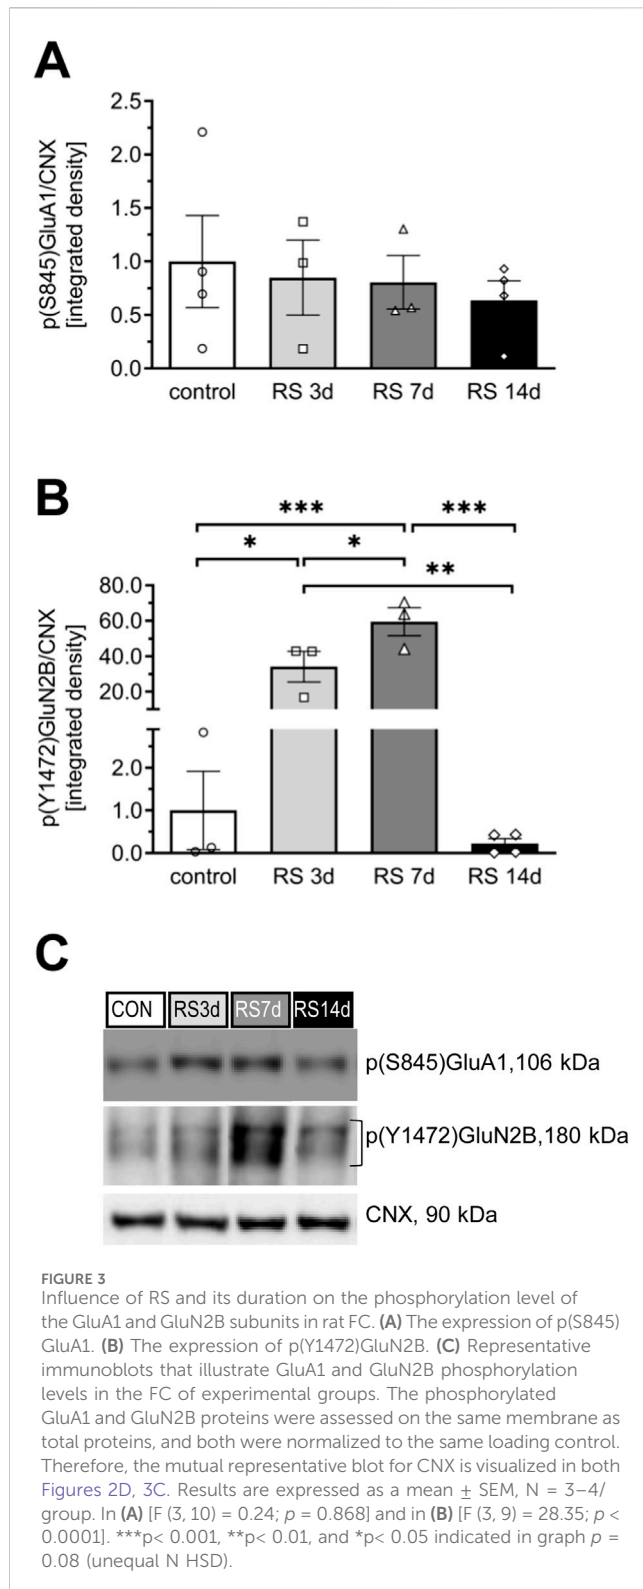 A
p(S845)GluA1/CNX
[integrated density]
2.5
2.0
1.5
1.0
0.5
0.0
control RS 3d RS 7d RS 14d
B
*** ***
* *
**
p(Y1472)GluN2B/CNX
[integrated density]
80.0
60.0
40.0
20.0
2.0
1.0
0.0
control RS 3d RS 7d RS 14d
C
CON RS3d RS7d RS14d
p(S845)GluA1,106 kDa
p(Y1472)GluN2B,180 kDa
CNX, 90 kDa
FIGURE 3
Influence of RS and its duration on the phosphorylation level of
the GluA1 and GluN2B subunits in rat FC. (A) The expression of p(S845)
GluA1. (B) The expression of p(Y1472)GluN2B. (C) Representative
immunoblots that illustrate GluA1 and GluN2B phosphorylation
levels in the FC of experimental groups. The phosphorylated
GluA1 and GluN2B proteins were assessed on the same membrane as
total proteins, and both were normalized to the same loading control.
Therefore, the mutual representative blot for CNX is visualized in both
Figures 2D, 3C. Results are expressed as a mean ± SEM, N = 3–4/
group. In (A) [F (3, 10) = 0.24; p = 0.868] and in (B) [F (3, 9) = 28.35; p <
0.0001]. ***p< 0.001, **p< 0.01, and *p< 0.05 indicated in graph p =
0.08 (unequal N HSD).